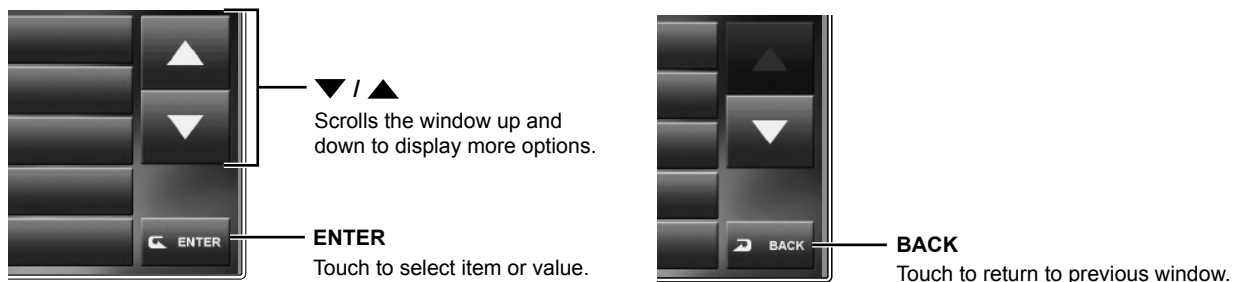 ▼ / ▲
Scrolls the window up and
down to display more options.
ENTER
ENTER
Touch to select item or value.
BACK
BACK
Touch to return to previous window.